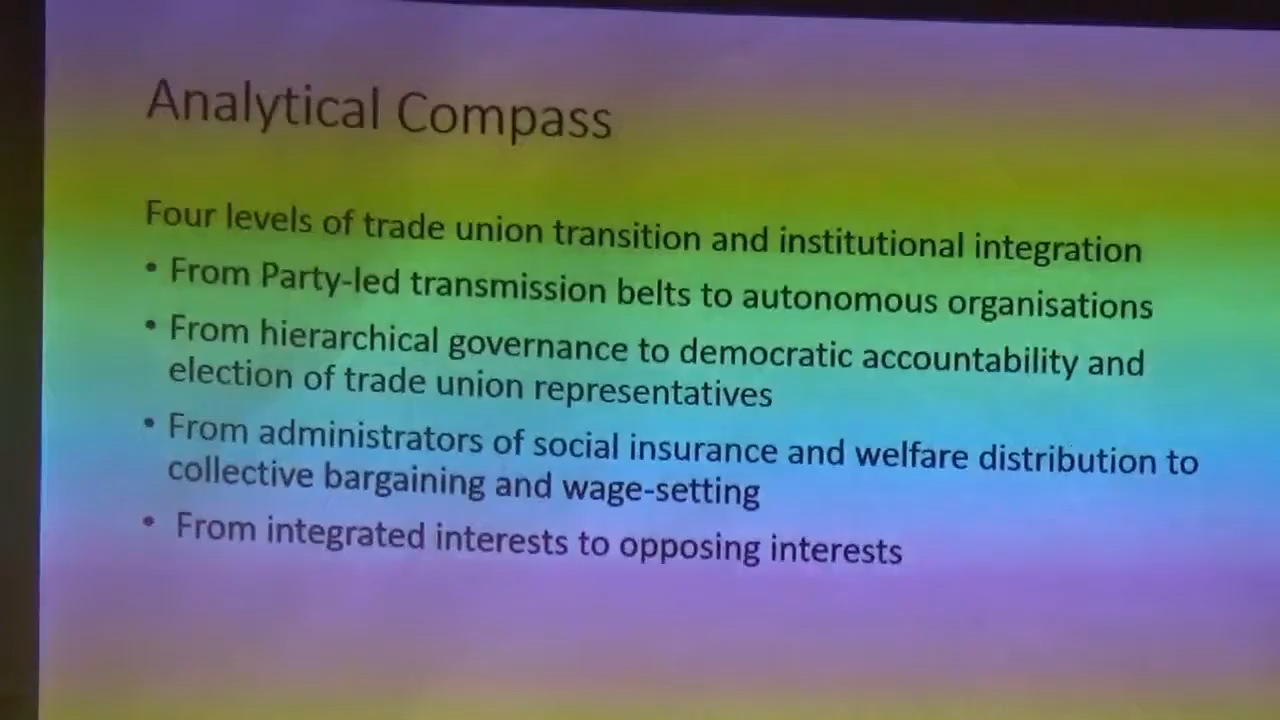 Analytical Compass
Four levels of trade union transition and institutional integration
• From Party-led transmission belts to autonomous organisations
• From hierarchical governance to democratic accountability and
election of trade union representatives
• From administrators of social insurance and welfare distribution to
collective bargaining and wage-setting
• From integrated interests to opposing interests